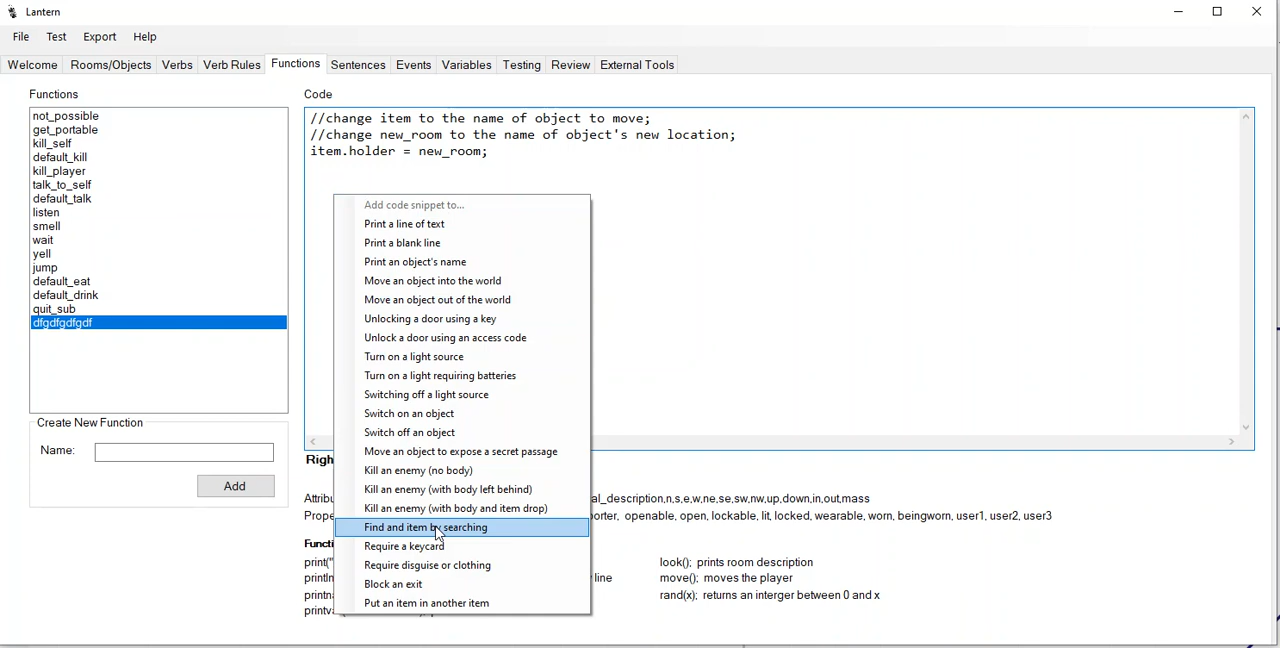 Lantern
File Test Export Help
Welcome Rooms/Objects Verbs Verb Rules Functions Sentences Events Variables Testing Review External Tools
Functions
not_possible
get_portable
kill_self
default_kill
kill_player
talk_to_self
default_talk
listen
smell
wait
yell
jump
default_eat
default_drink
quit_sub
dfgdfgdfgdf
Create New Function
Name:
Add
Code
//change item to the name of object to move;
//change new_room to the name of object's new location;
item.holder = new_room;
Add code snippet to...
Print a line of text
Print a blank line
Print an object's name
Move an object into the world
Move an object out of the world
Unlocking a door using a key
Unlock a door using an access code
Turn on a light source
Turn on a light requiring batteries
Switching off a light source
Switch on an object
Switch off an object
Move an object to expose a secret passage
Kill an enemy (no body)
Kill an enemy (with body left behind)
Kill an enemy (with body and item drop)
Find and item by searching
Require a keycard
Require disguise or clothing
Block an exit
Put an item in another item
Righ
Attribu al_description,n,s,e,w,ne,se,sw,nw,up,down,in,out,mass
Prope orter, openable, open, lockable, lit, locked, wearable, worn, beingworn, user1, user2, user3
Functi
print(" look(); prints room description
println line move(); moves the player
printna rand(x); returns an interger between 0 and x
printva